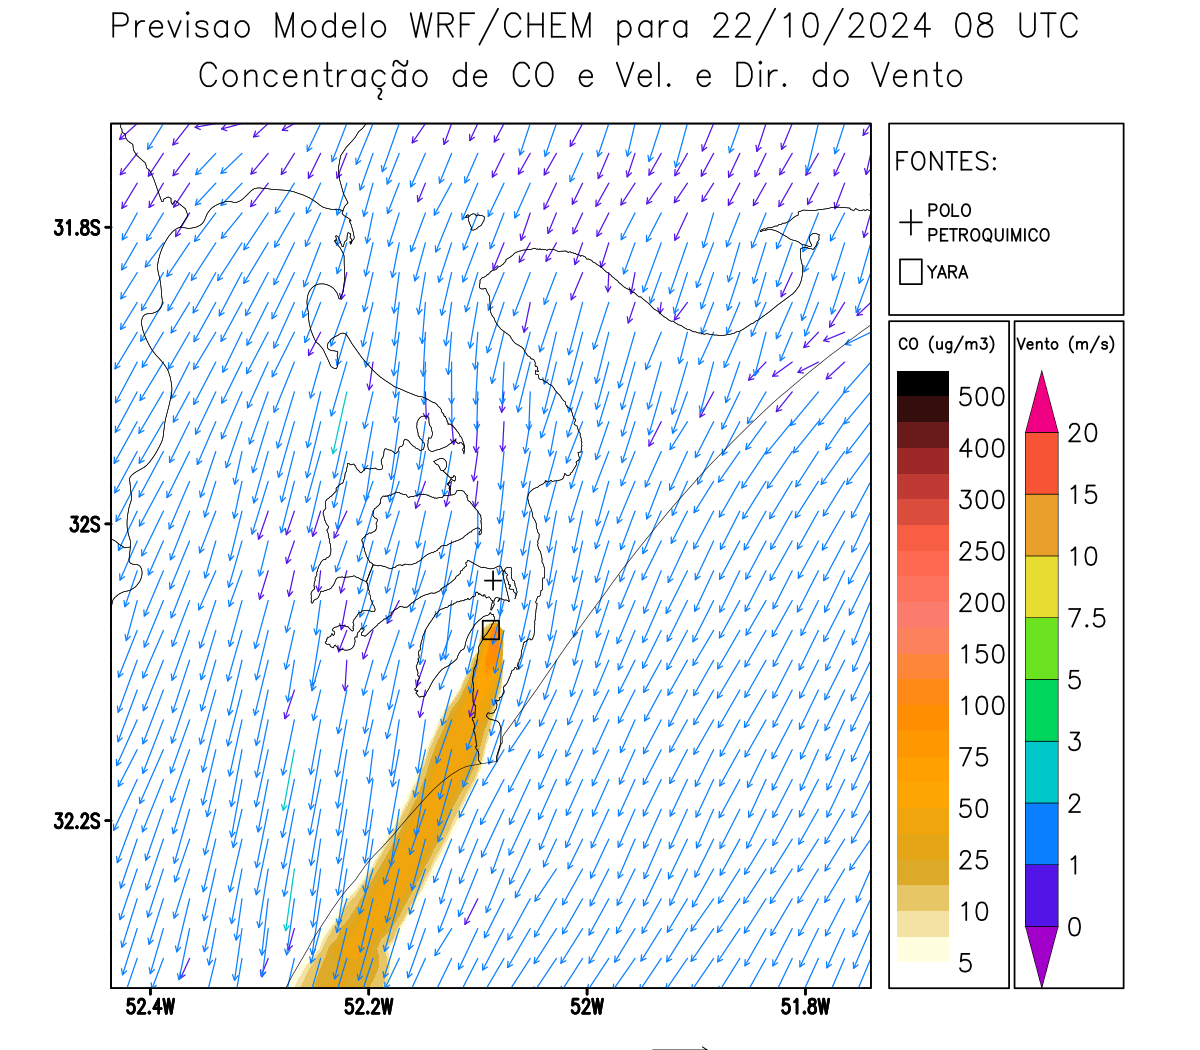 Previsao Modelo WRF/CHEM para 22/10/2024 08 UTC
Concentração de CO e Vel. e Dir. do Vento
FONTES:
POLO
PETROQUIMICO
YARA
CO (ug/m3)
500
400
300
250
200
150
100
75
50
25
10
5
Vento (m/s)
20
15
10
7.5
5
3
2
1
0
31.8S
32S
32.2S
52.4W
52.2W
52W
51.8W